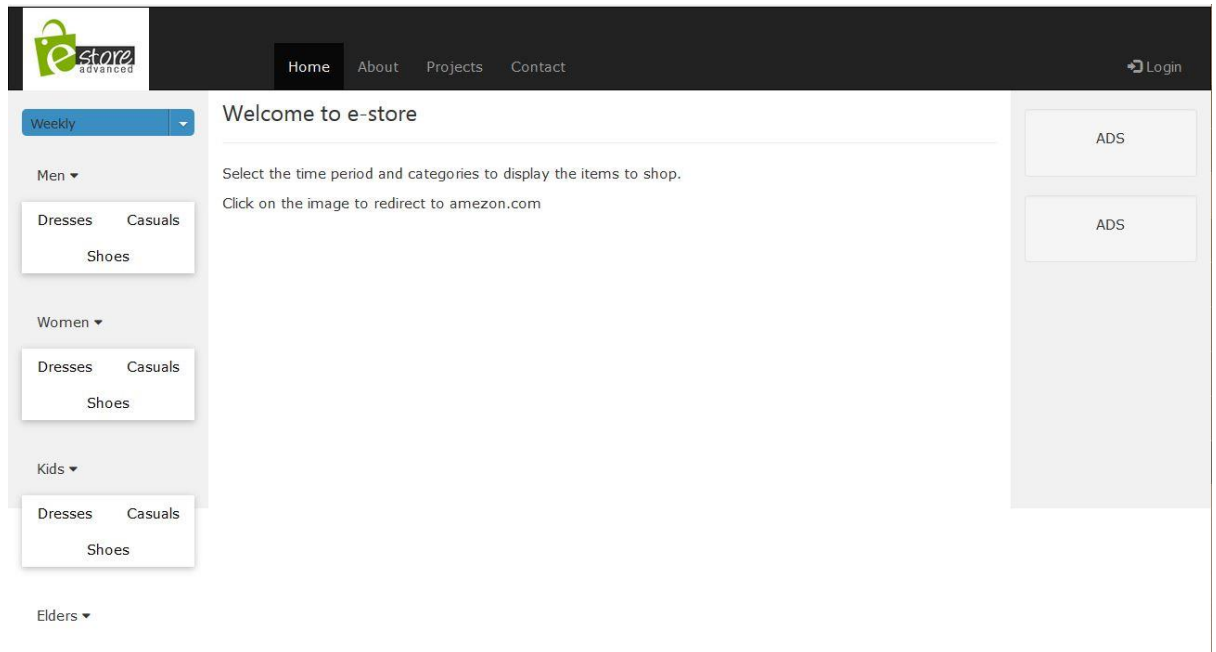 e store
advanced
Home About Projects Contact
Login
Weekly
Men
Dresses Casuals
Shoes
Women
Dresses Casuals
Shoes
Kids
Dresses Casuals
Shoes
Elders
Welcome to e-store
Select the time period and categories to display the items to shop.
Click on the image to redirect to amezon.com
ADS
ADS